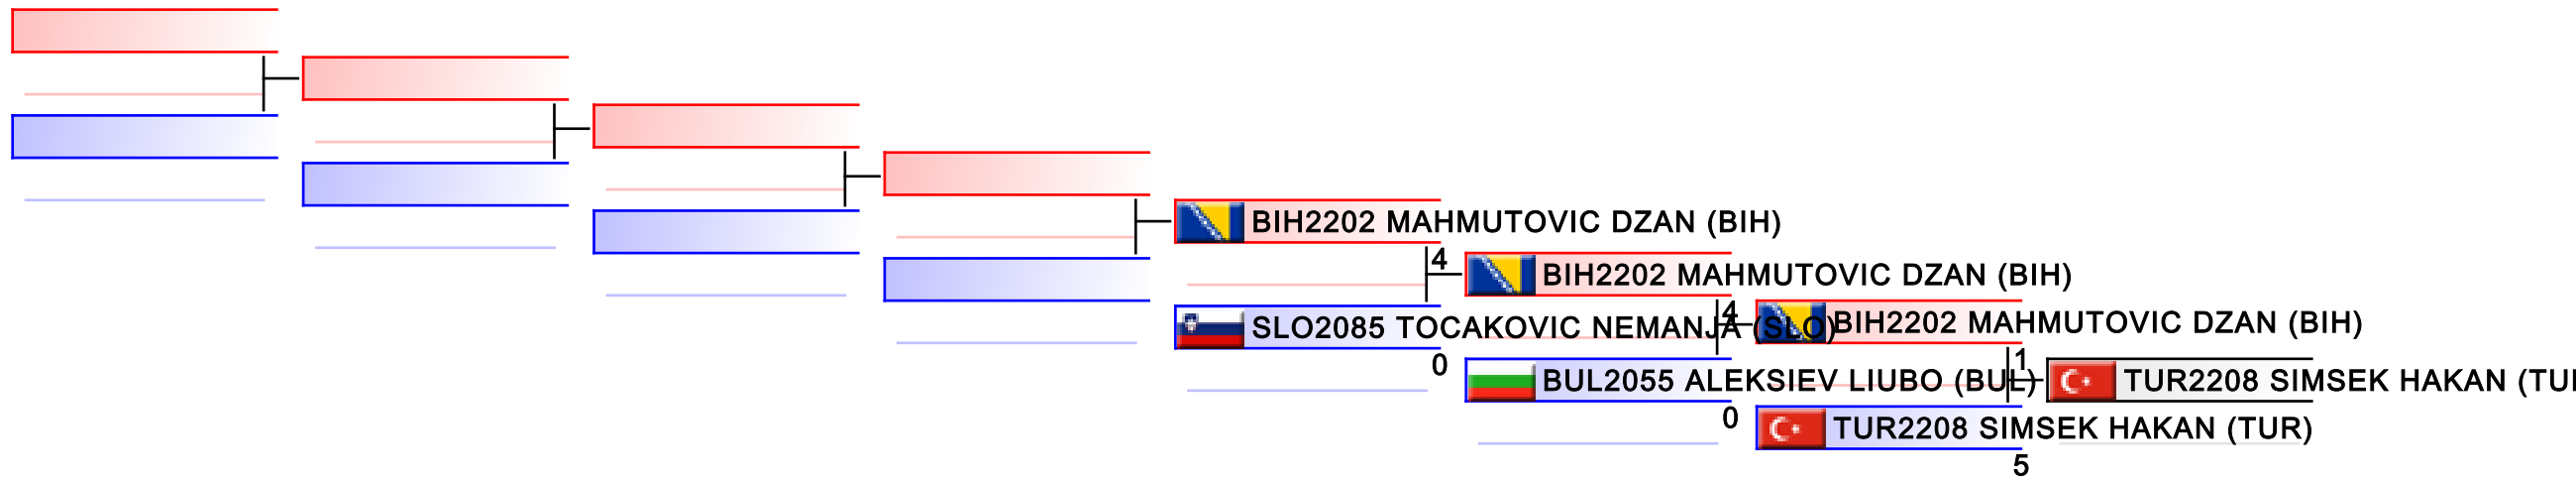 BIH2202 MAHMUTOVIC DZAN (BIH)
4
BIH2202 MAHMUTOVIC DZAN (BIH)
SLO2085 TOCAKOVIC NEMANJA (SLO)
4
BIH2202 MAHMUTOVIC DZAN (BIH)
0
BUL2055 ALEKSIEV LIUBO (BUL)
1
TUR2208 SIMSEK HAKAN (TU
0
TUR2208 SIMSEK HAKAN (TUR)
5